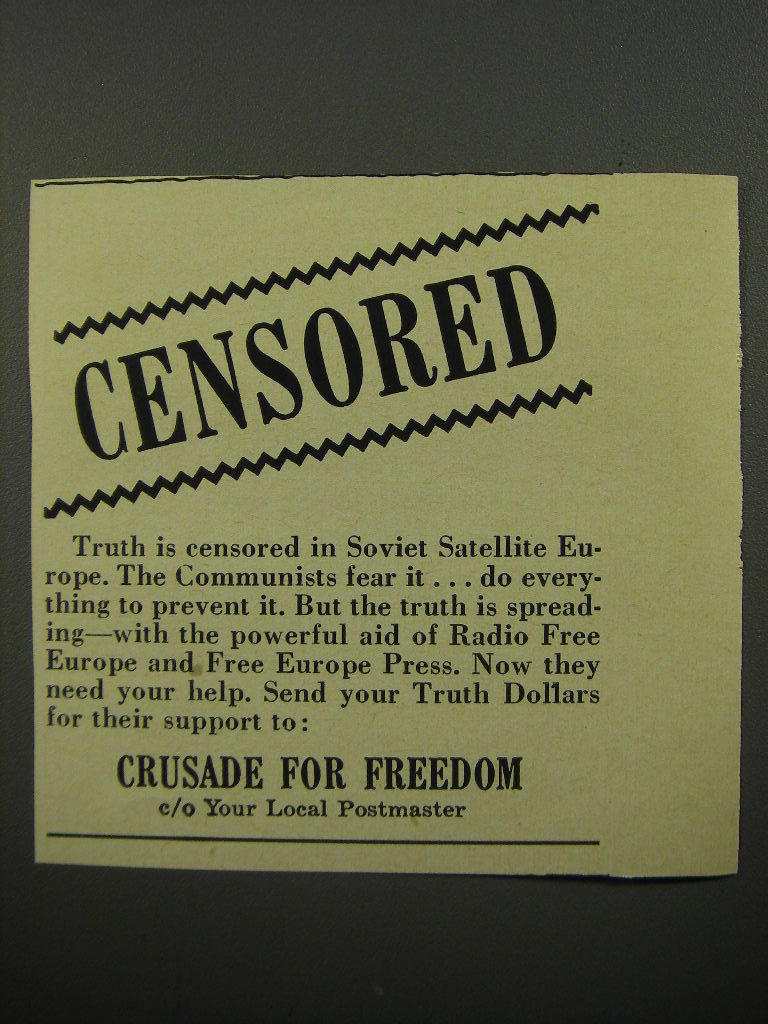 CENSORED
Truth is censored in Soviet Satellite Eu-
rope. The Communists fear it . . . do every-
thing to prevent it. But the truth is spread-
ing—with the powerful aid of Radio Free
Europe and Free Europe Press. Now they
need your help. Send your Truth Dollars
for their support to:
CRUSADE FOR FREEDOM
c/o Your Local Postmaster